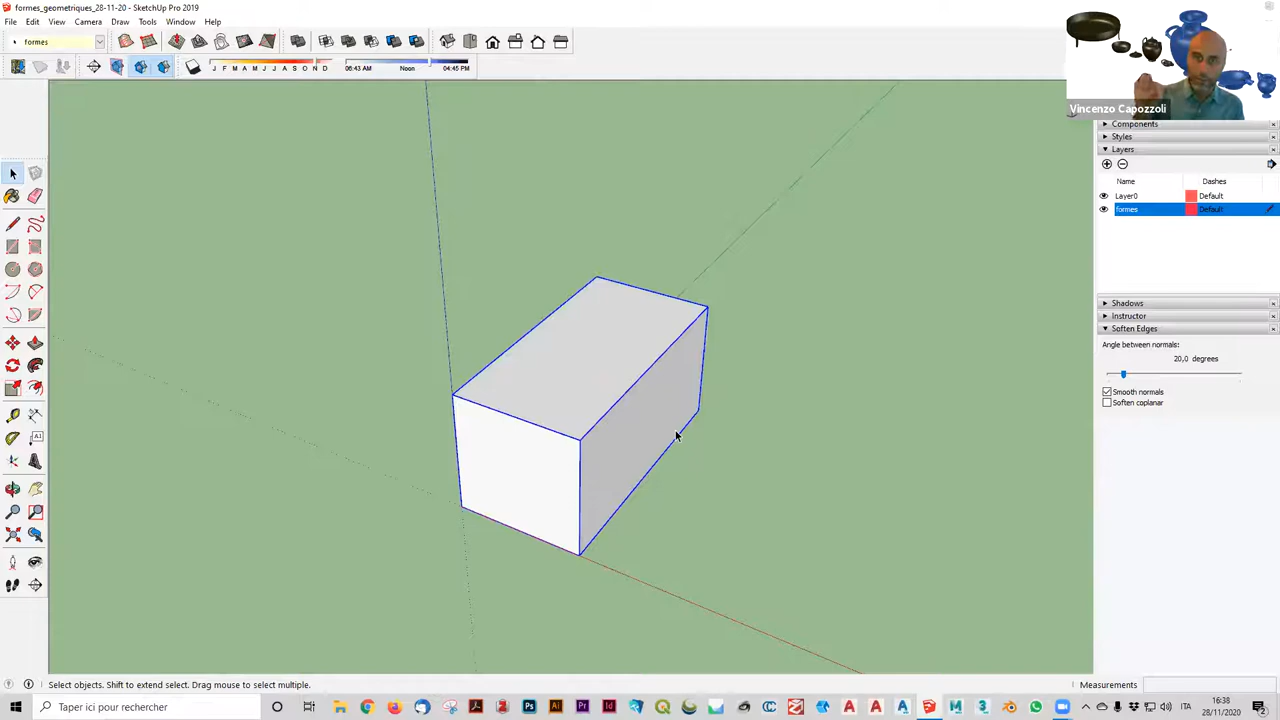 formes_geometriques_28-11-20 - SketchUp Pro 2019
File Edit View Camera Draw Tools Window Help
formes
J F M A M J J A S O N D
06:43 AM Noon 04:45 PM
Vincenzo Capozzoli
Components
Styles
Layers
Name Dashes
Layer0 Default
formes Default
Shadows
Instructor
Soften Edges
Angle between normals:
20,0 degrees
Smooth normals
Soften coplanar
Select objects. Shift to extend select. Drag mouse to select multiple.
Measurements
Taper ici pour rechercher
ITA
16:38
28/11/2020